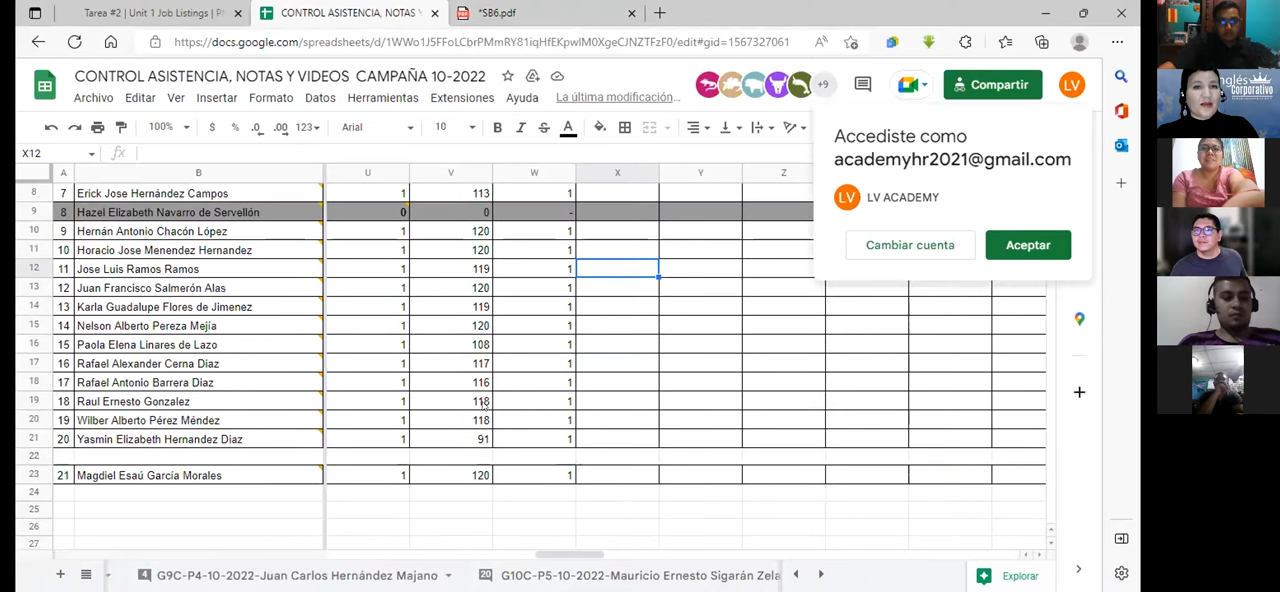 Tarea #2 | Unit 1 Job Listings | P
CONTROL ASISTENCIA, NOTAS Y
*SB6.pdf
https://docs.google.com/spreadsheets/d/1WWo1J5FFoLCbrPMmRY81iqHfEKpwIM0XgeCJNZTFzF0/edit#gid=1567327061
CONTROL ASISTENCIA, NOTAS Y VIDEOS CAMPAÑA 10-2022
+9
Compartir
LV
Archivo Editar Ver Insertar Formato Datos Herramientas Extensiones Ayuda La última modificación…
100% $ % .0 .00 123 Arial 10 B I S A
X12 fx
Accediste como
academyhr2021@gmail.com
LV LV ACADEMY
Cambiar cuenta Aceptar
A B U V W X Y Z
8 7 Erick Jose Hernández Campos 1 113 1
9 8 Hazel Elizabeth Navarro de Servellón 0 0 -
10 9 Hernán Antonio Chacón López 1 120 1
11 10 Horacio Jose Menendez Hernandez 1 120 1
12 11 Jose Luis Ramos Ramos 1 119 1
13 12 Juan Francisco Salmerón Alas 1 120 1
14 13 Karla Guadalupe Flores de Jimenez 1 119 1
15 14 Nelson Alberto Pereza Mejía 1 120 1
16 15 Paola Elena Linares de Lazo 1 108 1
17 16 Rafael Alexander Cerna Diaz 1 117 1
18 17 Rafael Antonio Barrera Diaz 1 116 1
19 18 Raul Ernesto Gonzalez 1 118 1
20 19 Wilber Alberto Pérez Méndez 1 118 1
21 20 Yasmin Elizabeth Hernandez Diaz 1 91 1
22
23 21 Magdiel Esaú García Morales 1 120 1
24
25
26
27
4 G9C-P4-10-2022-Juan Carlos Hernández Majano
20 G10C-P5-10-2022-Mauricio Ernesto Sigarán Zela
Explorar
Inglés
Corporativo